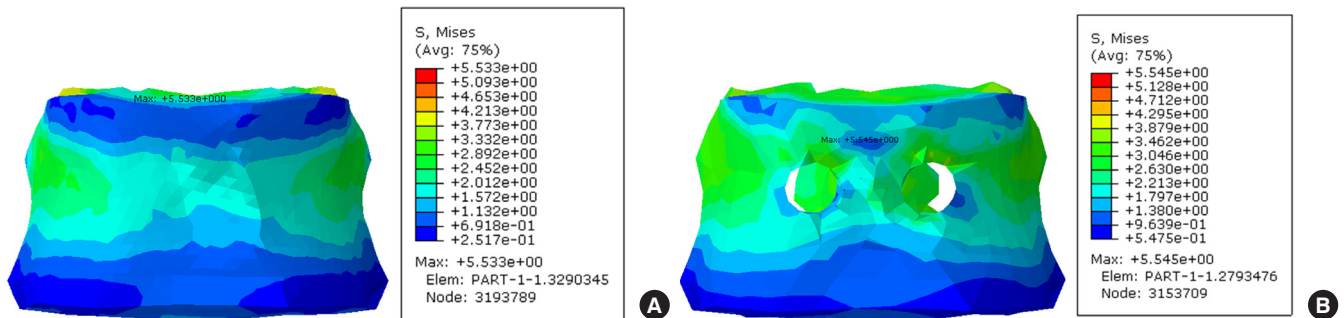 Max: +5.533e+000
S, Mises
(Avg: 75%)
+5.533e+00
+5.093e+00
+4.653e+00
+4.213e+00
+3.773e+00
+3.332e+00
+2.892e+00
+2.452e+00
+2.012e+00
+1.572e+00
+1.132e+00
+6.918e-01
+2.517e-01
Max: +5.533e+00
Elem: PART-1-1.3290345
Node: 3193789
A
Max: +5.545e+000
S, Mises
(Avg: 75%)
+5.545e+00
+5.128e+00
+4.712e+00
+4.295e+00
+3.879e+00
+3.462e+00
+3.046e+00
+2.630e+00
+2.213e+00
+1.797e+00
+1.380e+00
+9.639e-01
+5.475e-01
Max: +5.545e+00
Elem: PART-1-1.2793476
Node: 3153709
B